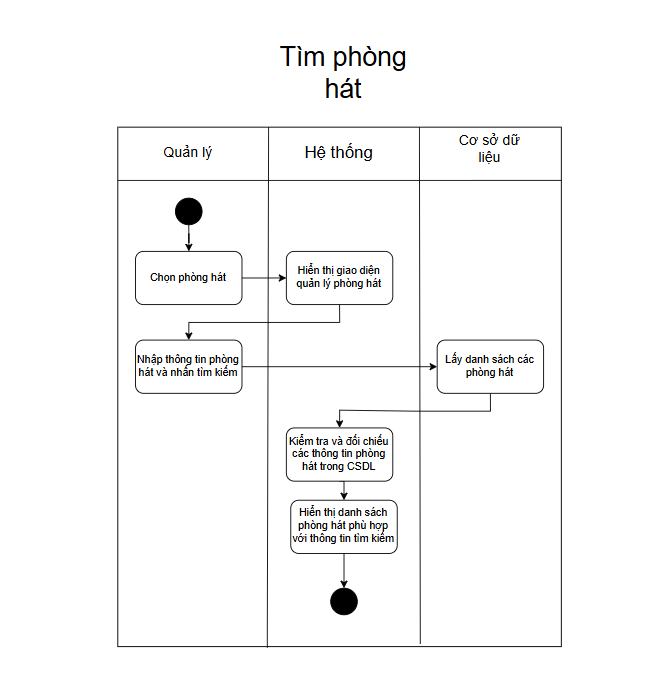 Tìm phòng
hát
Quản lý
Hệ thống
Cơ sở dữ
liệu
Chọn phòng hát
Hiển thị giao diện
quản lý phòng hát
Nhập thông tin phòng
hát và nhấn tìm kiếm
Lấy danh sách các
phòng hát
Kiểm tra và đối chiếu
các thông tin phòng
hát trong CSDL
Hiển thị danh sách
phòng hát phù hợp
với thông tin tìm kiếm